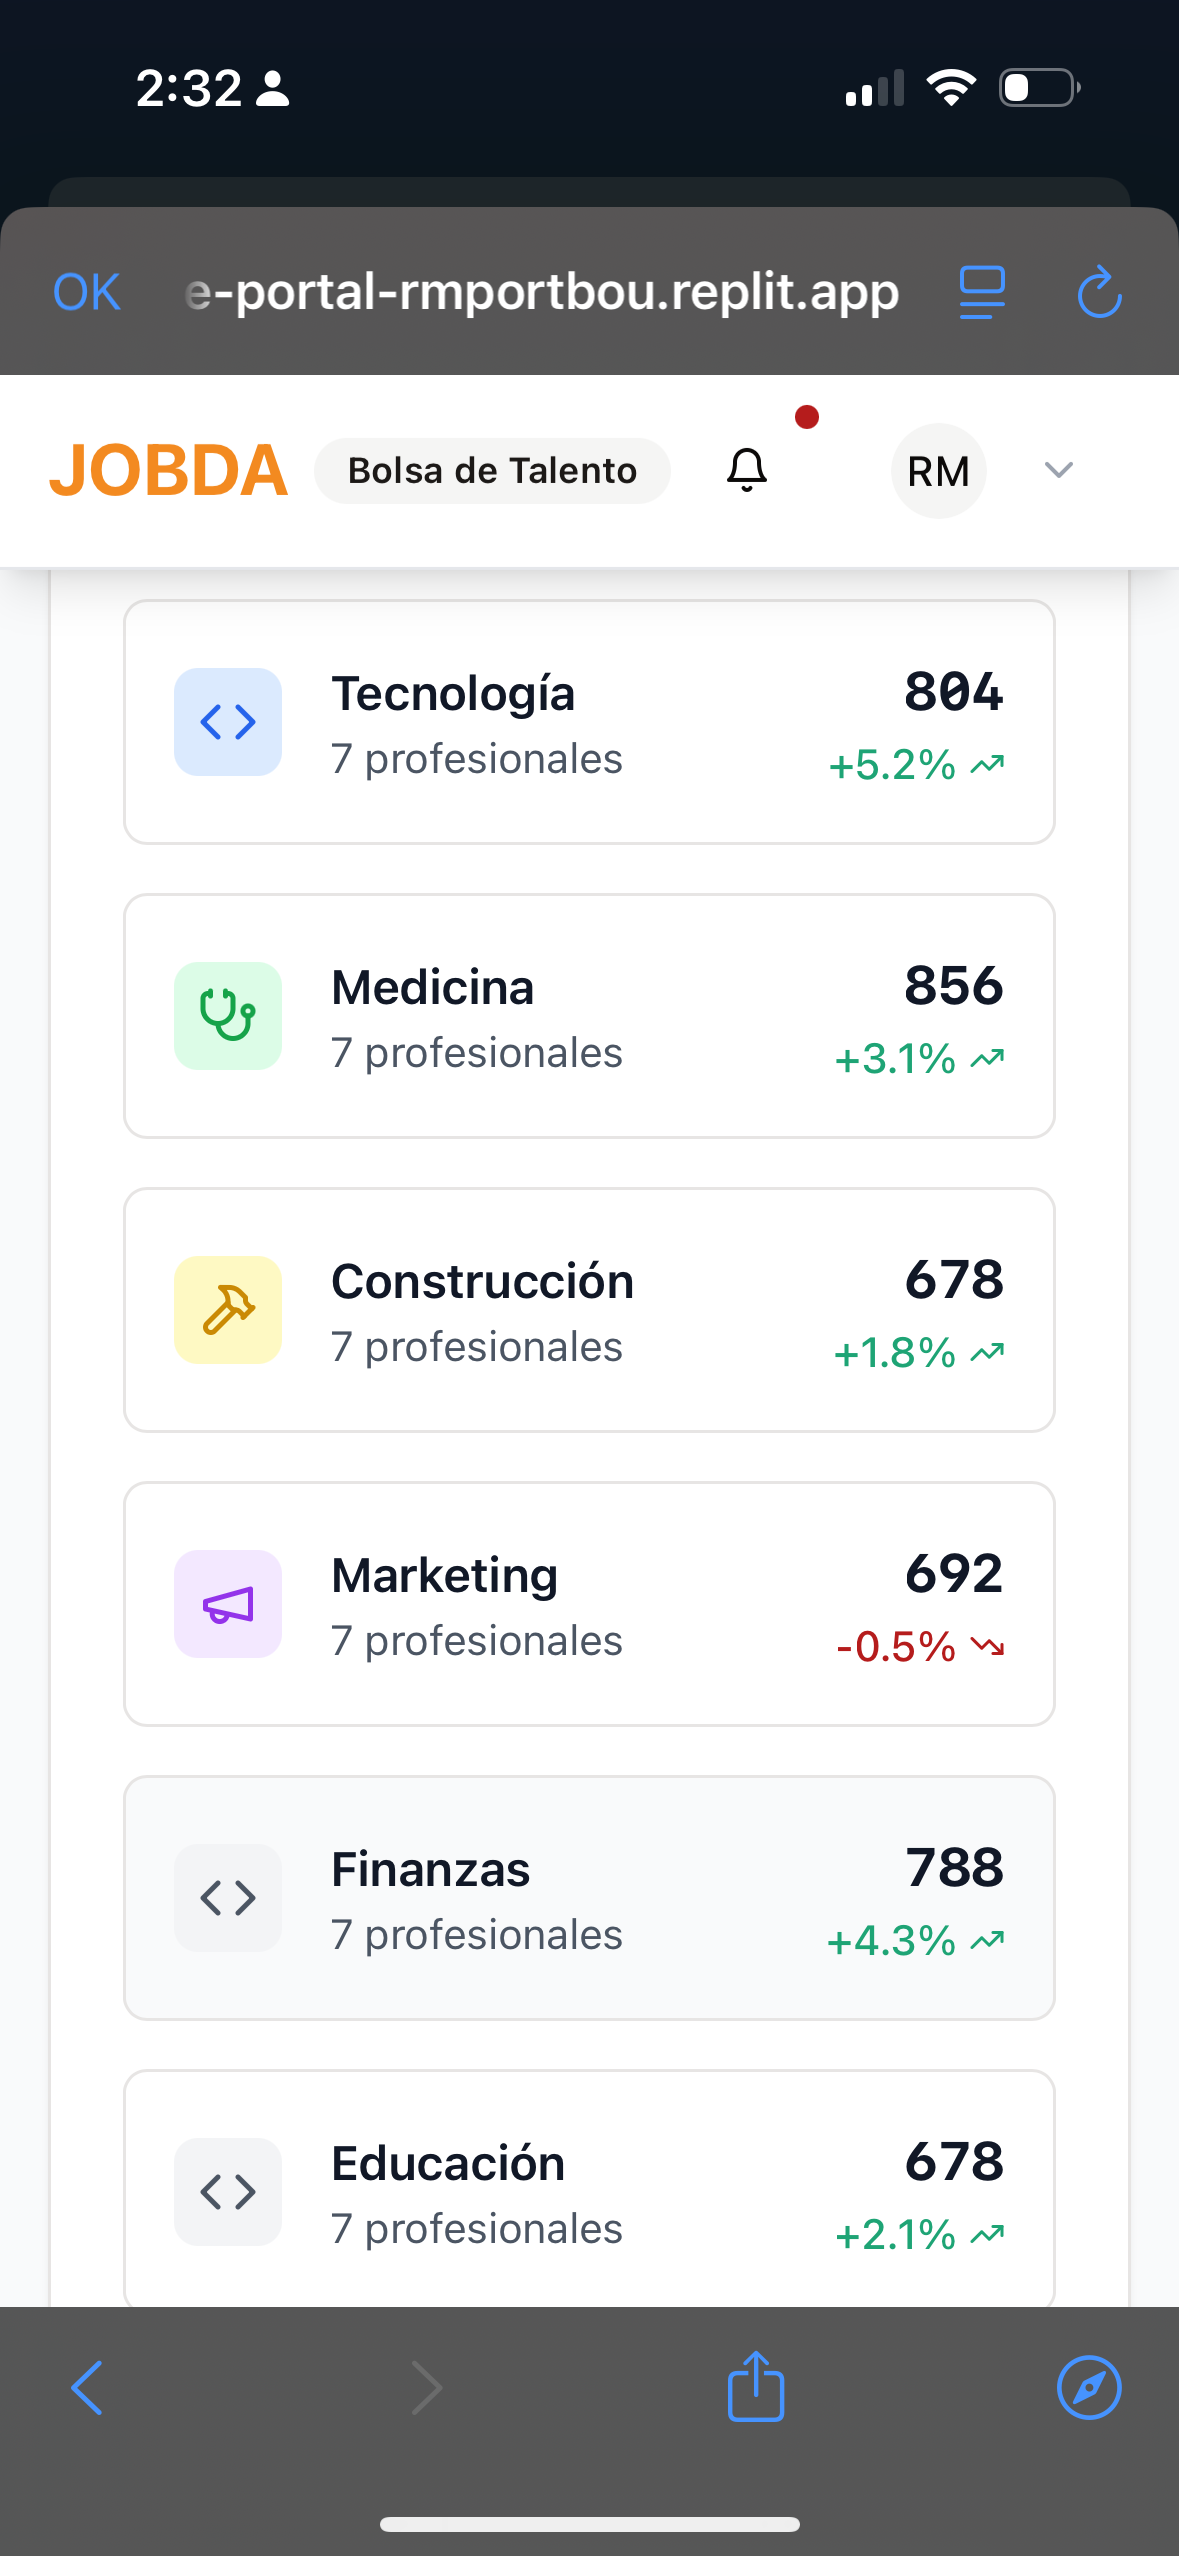 2:32
OK
e-portal-rmportbou.replit.app
JOBDA
Bolsa de Talento
RM
Tecnología
804
7 profesionales
+5.2%
Medicina
856
7 profesionales
+3.1%
Construcción
678
7 profesionales
+1.8%
Marketing
692
7 profesionales
-0.5%
Finanzas
788
7 profesionales
+4.3%
Educación
678
7 profesionales
+2.1%